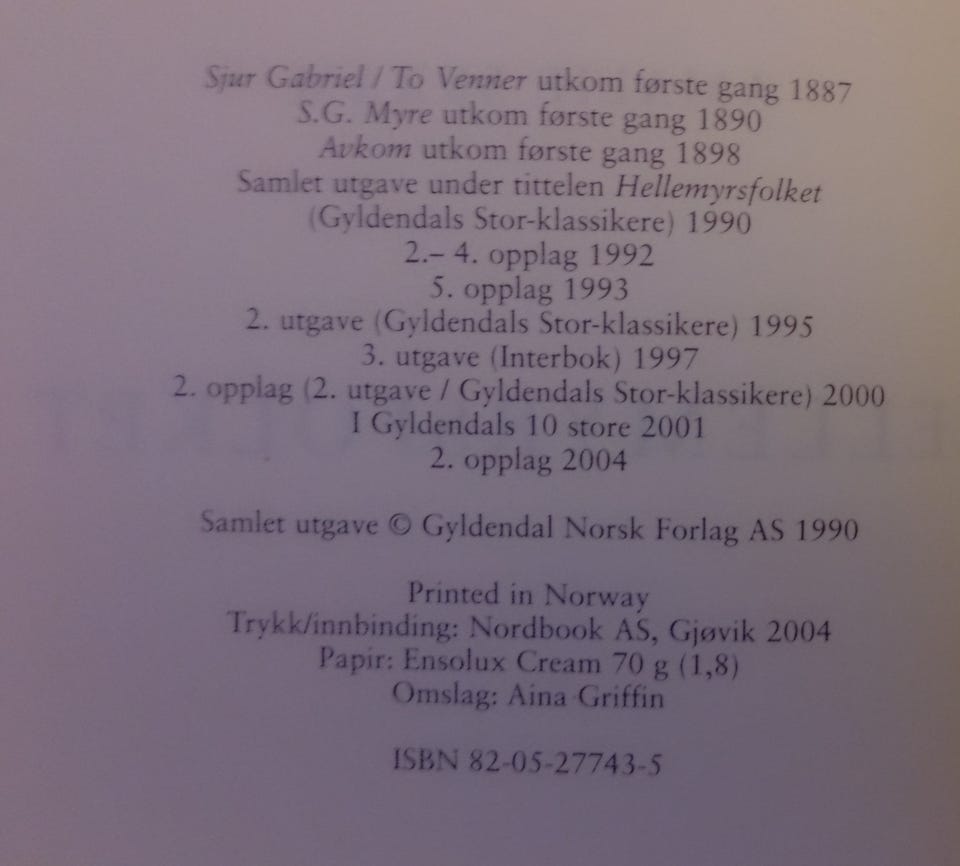 Sjur Gabriel / To Venner utkom første gang 1887
S.G. Myre utkom første gang 1890
Avkom utkom første gang 1898
Samlet utgave under tittelen Hellemyrsfolket
(Gyldendals Stor-klassikere) 1990
2.– 4. opplag 1992
5. opplag 1993
2. utgave (Gyldendals Stor-klassikere) 1995
3. utgave (Interbok) 1997
2. opplag (2. utgave / Gyldendals Stor-klassikere) 2000
I Gyldendals 10 store 2001
2. opplag 2004
Samlet utgave © Gyldendal Norsk Forlag AS 1990
Printed in Norway
Trykk/innbinding: Nordbook AS, Gjøvik 2004
Papir: Ensolux Cream 70 g (1,8)
Omslag: Aina Griffin
ISBN 82-05-27743-5